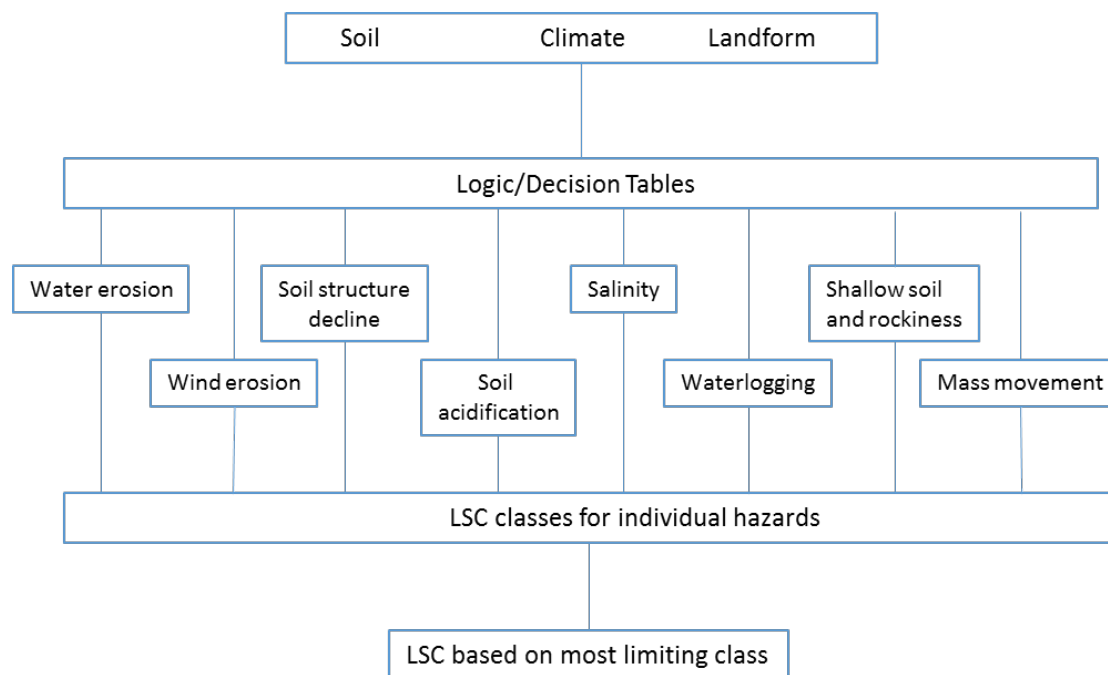 Soil Climate Landform
Logic/Decision Tables
Water erosion
Soil structure
decline
Salinity
Shallow soil
and rockiness
Wind erosion
Soil
acidification
Waterlogging
Mass movement
LSC classes for individual hazards
LSC based on most limiting class